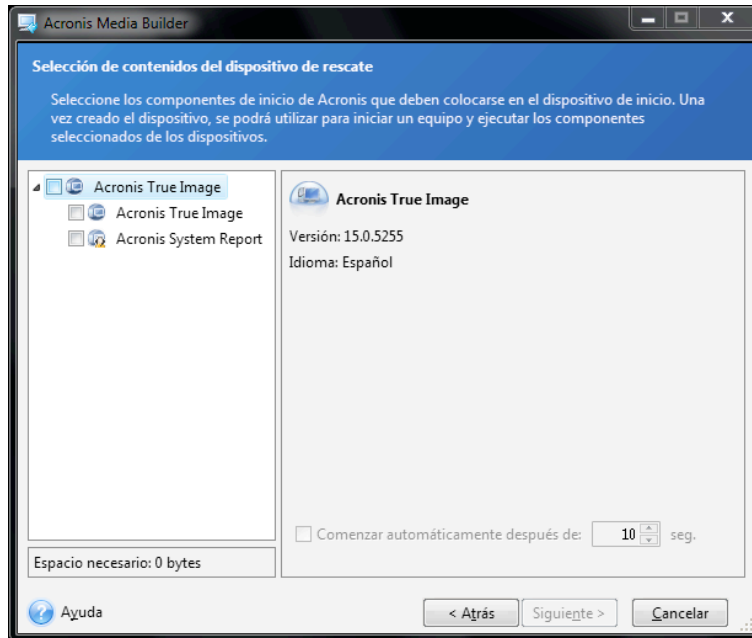 Acronis Media Builder
Selección de contenidos del dispositivo de rescate
Seleccione los componentes de inicio de Acronis que deben colocarse en el dispositivo de inicio. Una
vez creado el dispositivo, se podrá utilizar para iniciar un equipo y ejecutar los componentes
seleccionados de los dispositivos.
Acronis True Image
Acronis True Image
Acronis System Report
Espacio necesario: 0 bytes
Acronis True Image
Versión: 15.0.5255
Idioma: Español
Comenzar automáticamente después de: 10 seg.
Ayuda
< Atrás
Siguiente >
Cancelar